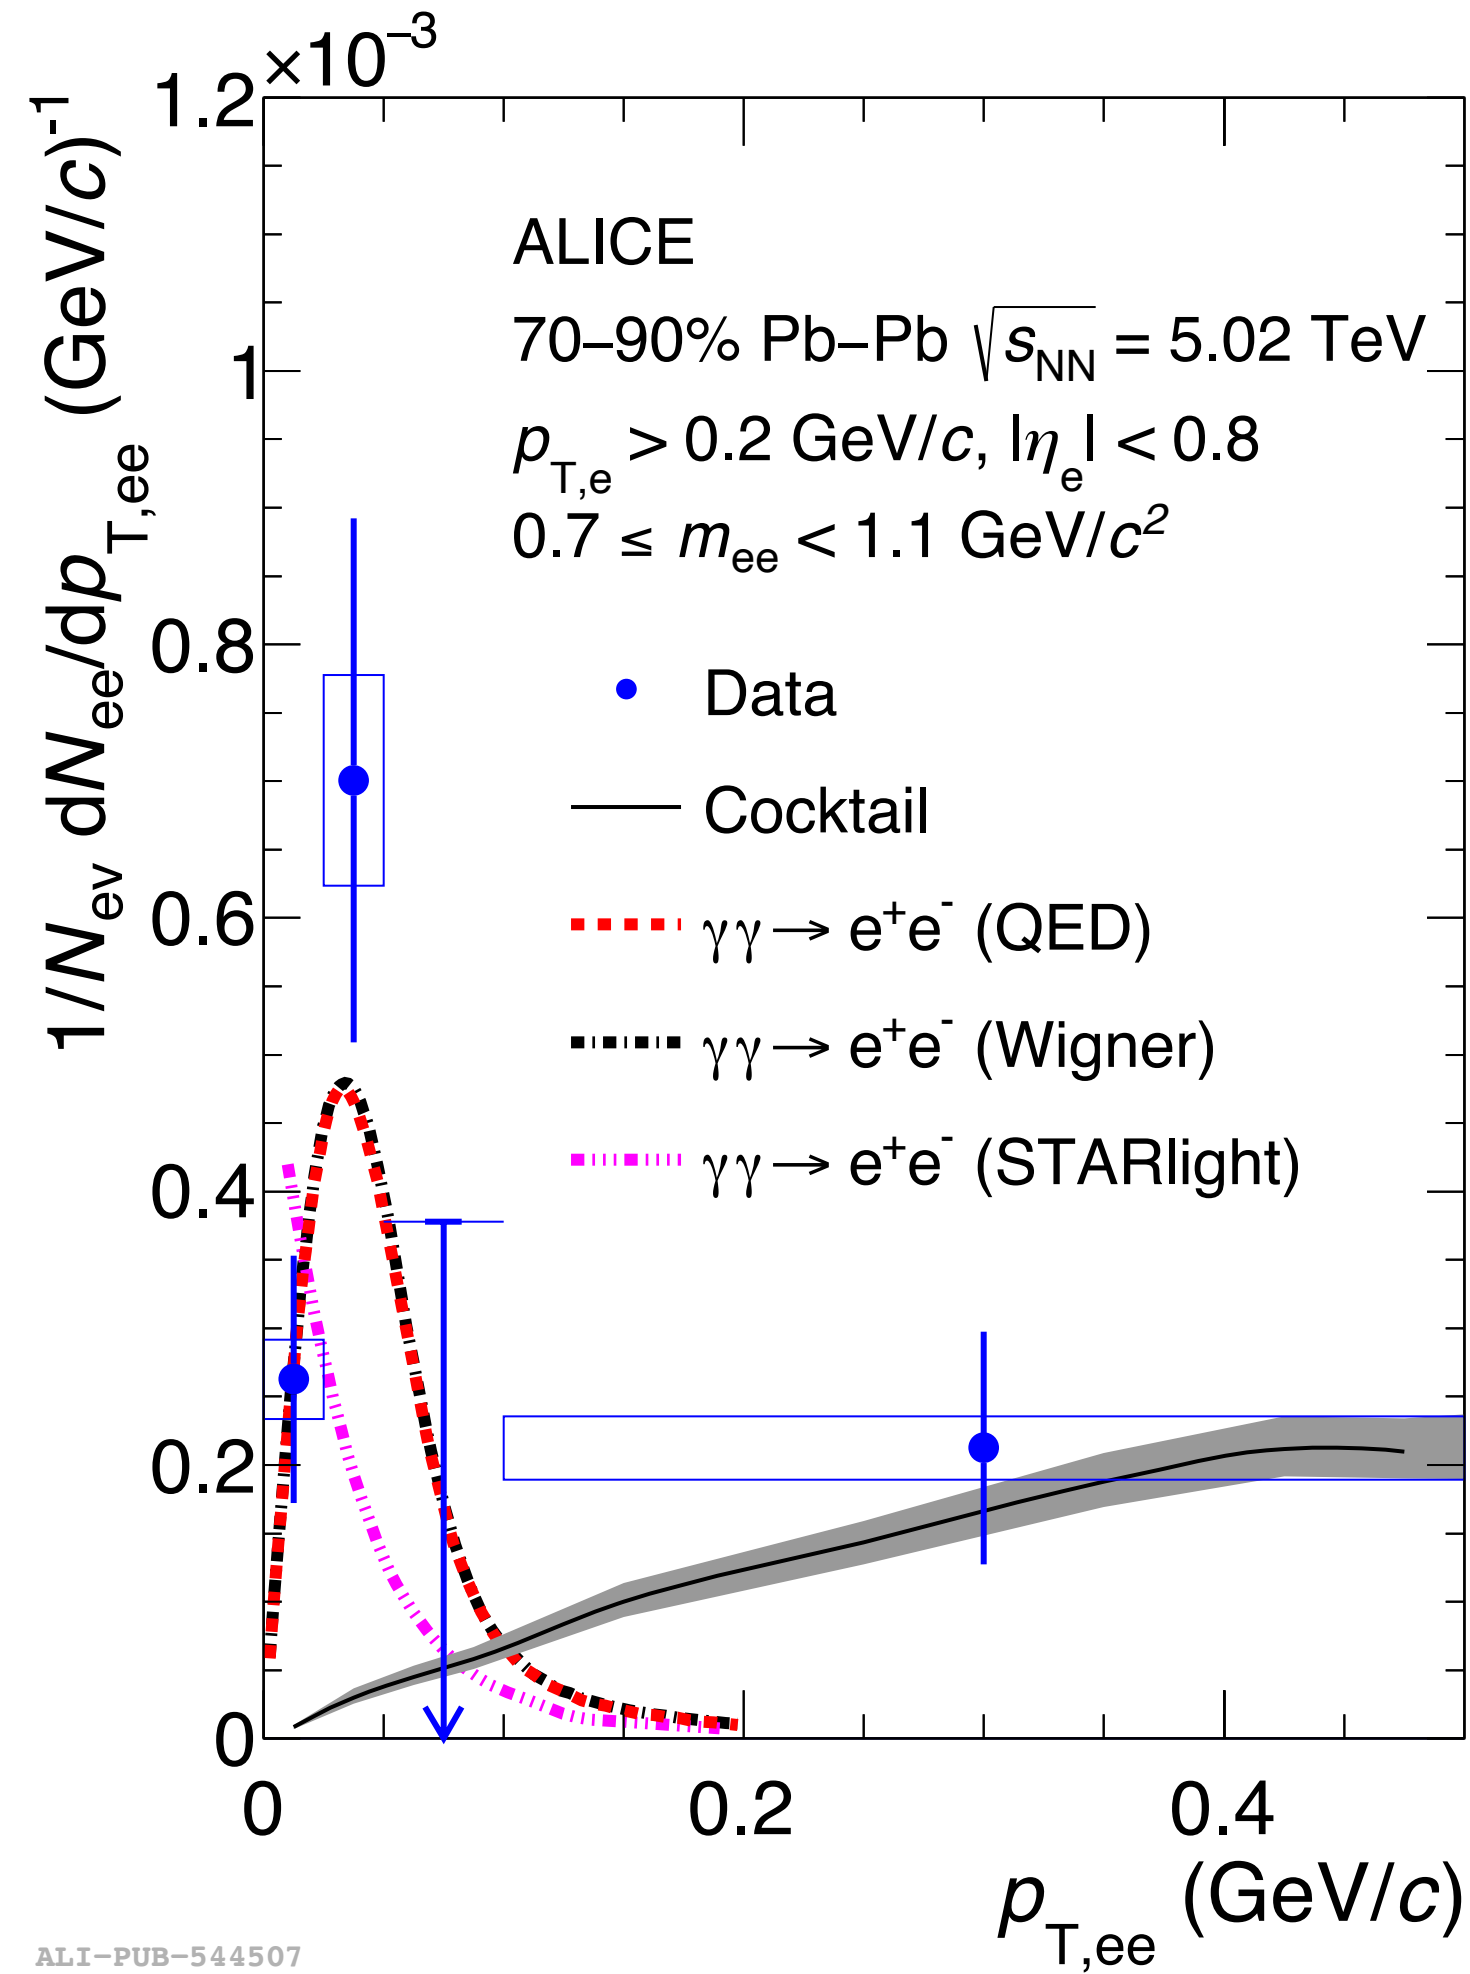 ×10⁻³
1/N_ev dN_ee/dp_T,ee (GeV/c)⁻¹
1.2
1
0.8
0.6
0.4
0.2
0
ALICE
70–90% Pb–Pb √s_NN = 5.02 TeV
p_T,e > 0.2 GeV/c, |η_e| < 0.8
0.7 ≤ m_ee < 1.1 GeV/c²
Data
Cocktail
γγ→ e⁺e⁻ (QED)
γγ→ e⁺e⁻ (Wigner)
γγ→ e⁺e⁻ (STARlight)
0 0.2 0.4
p_T,ee (GeV/c)
ALI-PUB-544507